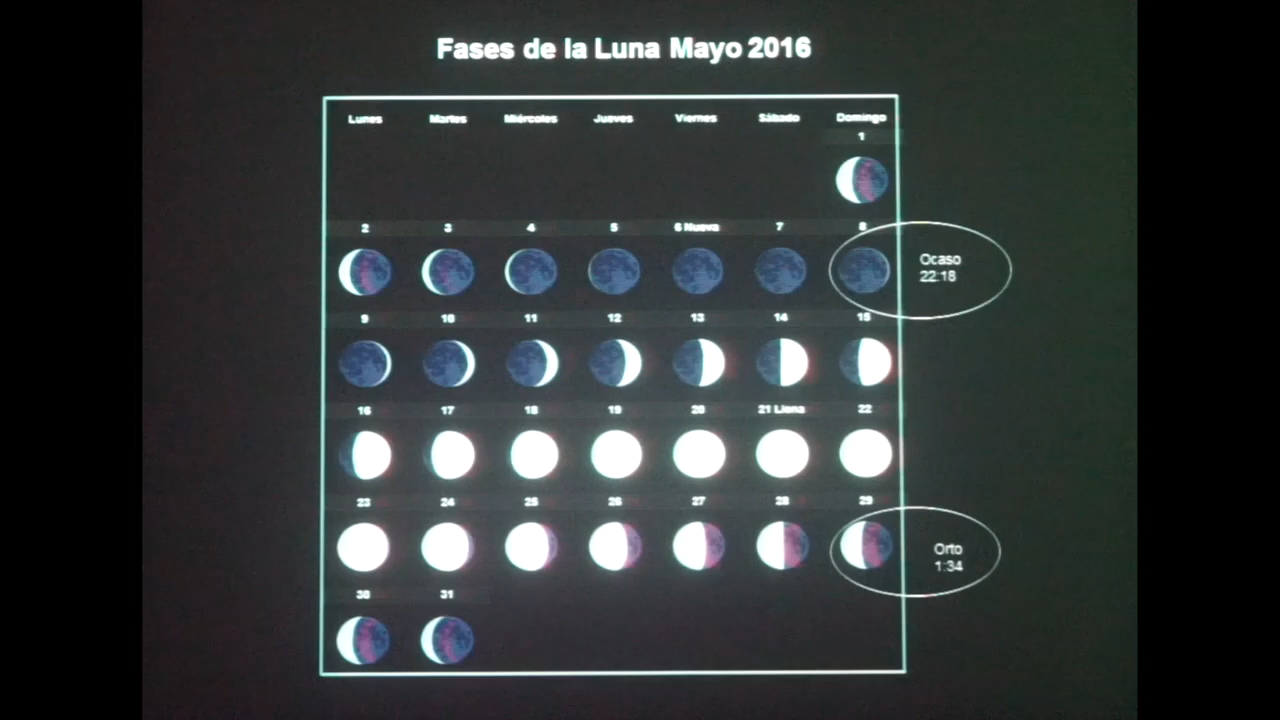 Fases de la Luna Mayo 2016
Lunes Martes Miércoles Jueves Viernes Sábado Domingo
1
2 3 4 5 6 Nueva 7 8
Ocaso
22:18
9 10 11 12 13 14 15
16 17 18 19 20 21 Llena 22
23 24 25 26 27 28 29
Orto
1:34
30 31